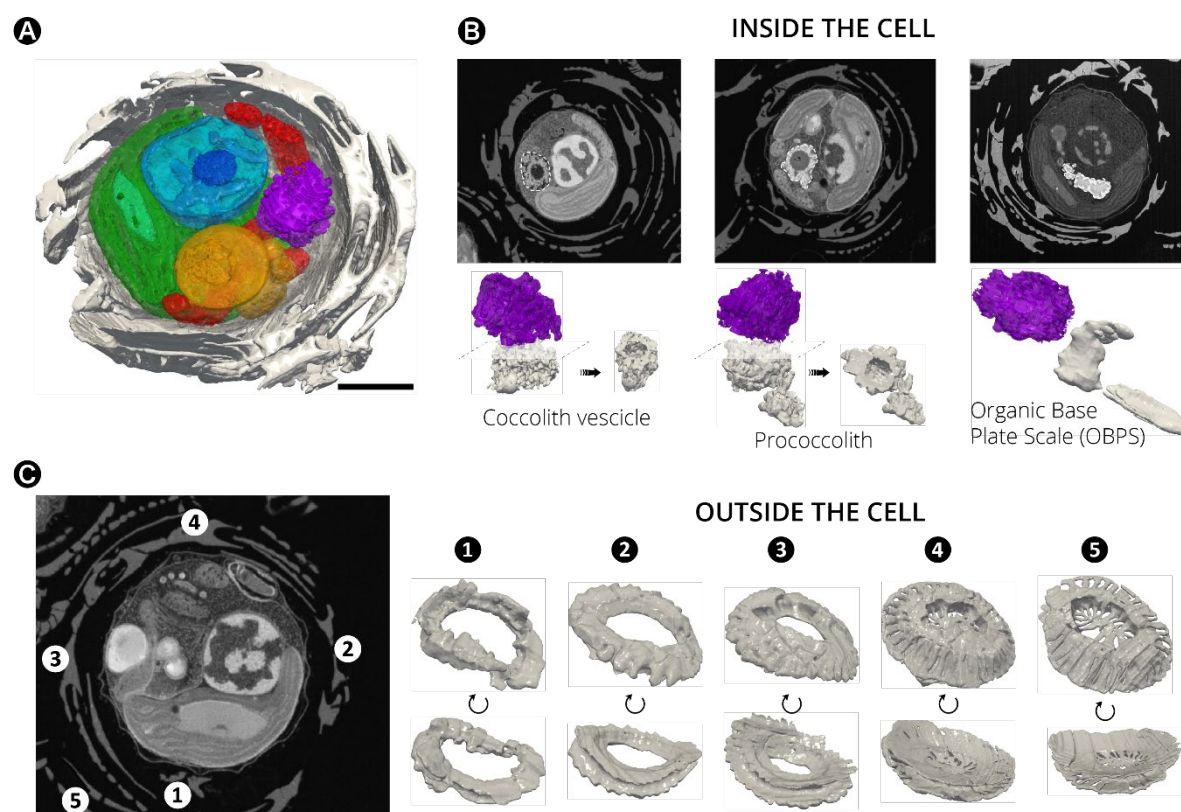 A
B
INSIDE THE CELL
Coccolith vescicle
Prococcolith
Organic Base
Plate Scale (OBPS)
C
4
3
2
5
1
OUTSIDE THE CELL
1
2
3
4
5